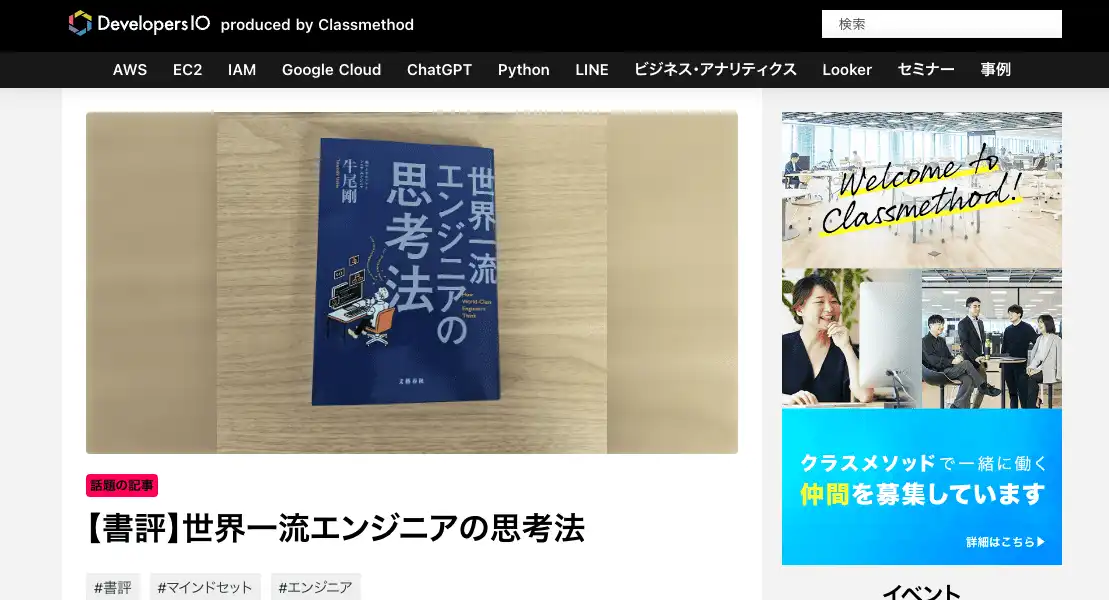 DevelopersIO produced by Classmethod
検索
AWS EC2 IAM Google Cloud ChatGPT Python LINE ビジネス・アナリティクス Looker セミナー 事例
世界一流
エンジニアの
思考法
牛尾剛
How
World-Class
Engineers
Think
文藝春秋
Welcome to
Classmethod!
クラスメソッドで一緒に働く
仲間を募集しています
詳細はこちら▶
話題の記事
【書評】世界一流エンジニアの思考法
#書評 #マインドセット #エンジニア
イベント